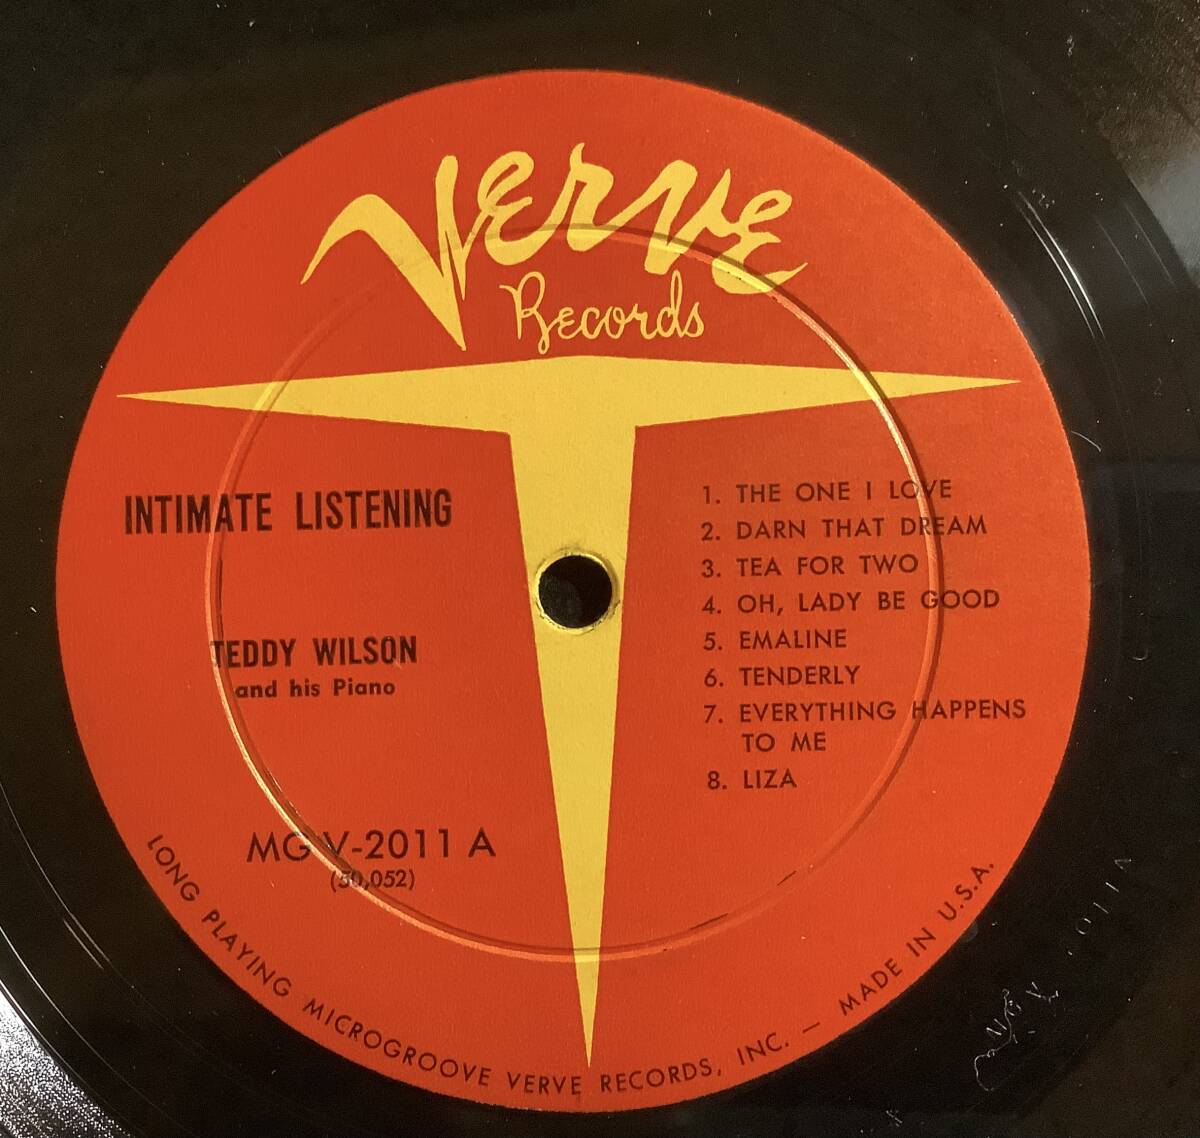 Verve
Records
INTIMATE LISTENING
TEDDY WILSON
and his Piano
MG V-2011 A
(50,052)
1. THE ONE I LOVE
2. DARN THAT DREAM
3. TEA FOR TWO
4. OH, LADY BE GOOD
5. EMALINE
6. TENDERLY
7. EVERYTHING HAPPENS
TO ME
8. LIZA
LONG PLAYING MICROGROOVE VERVE RECORDS, INC. — MADE IN U.S.A.